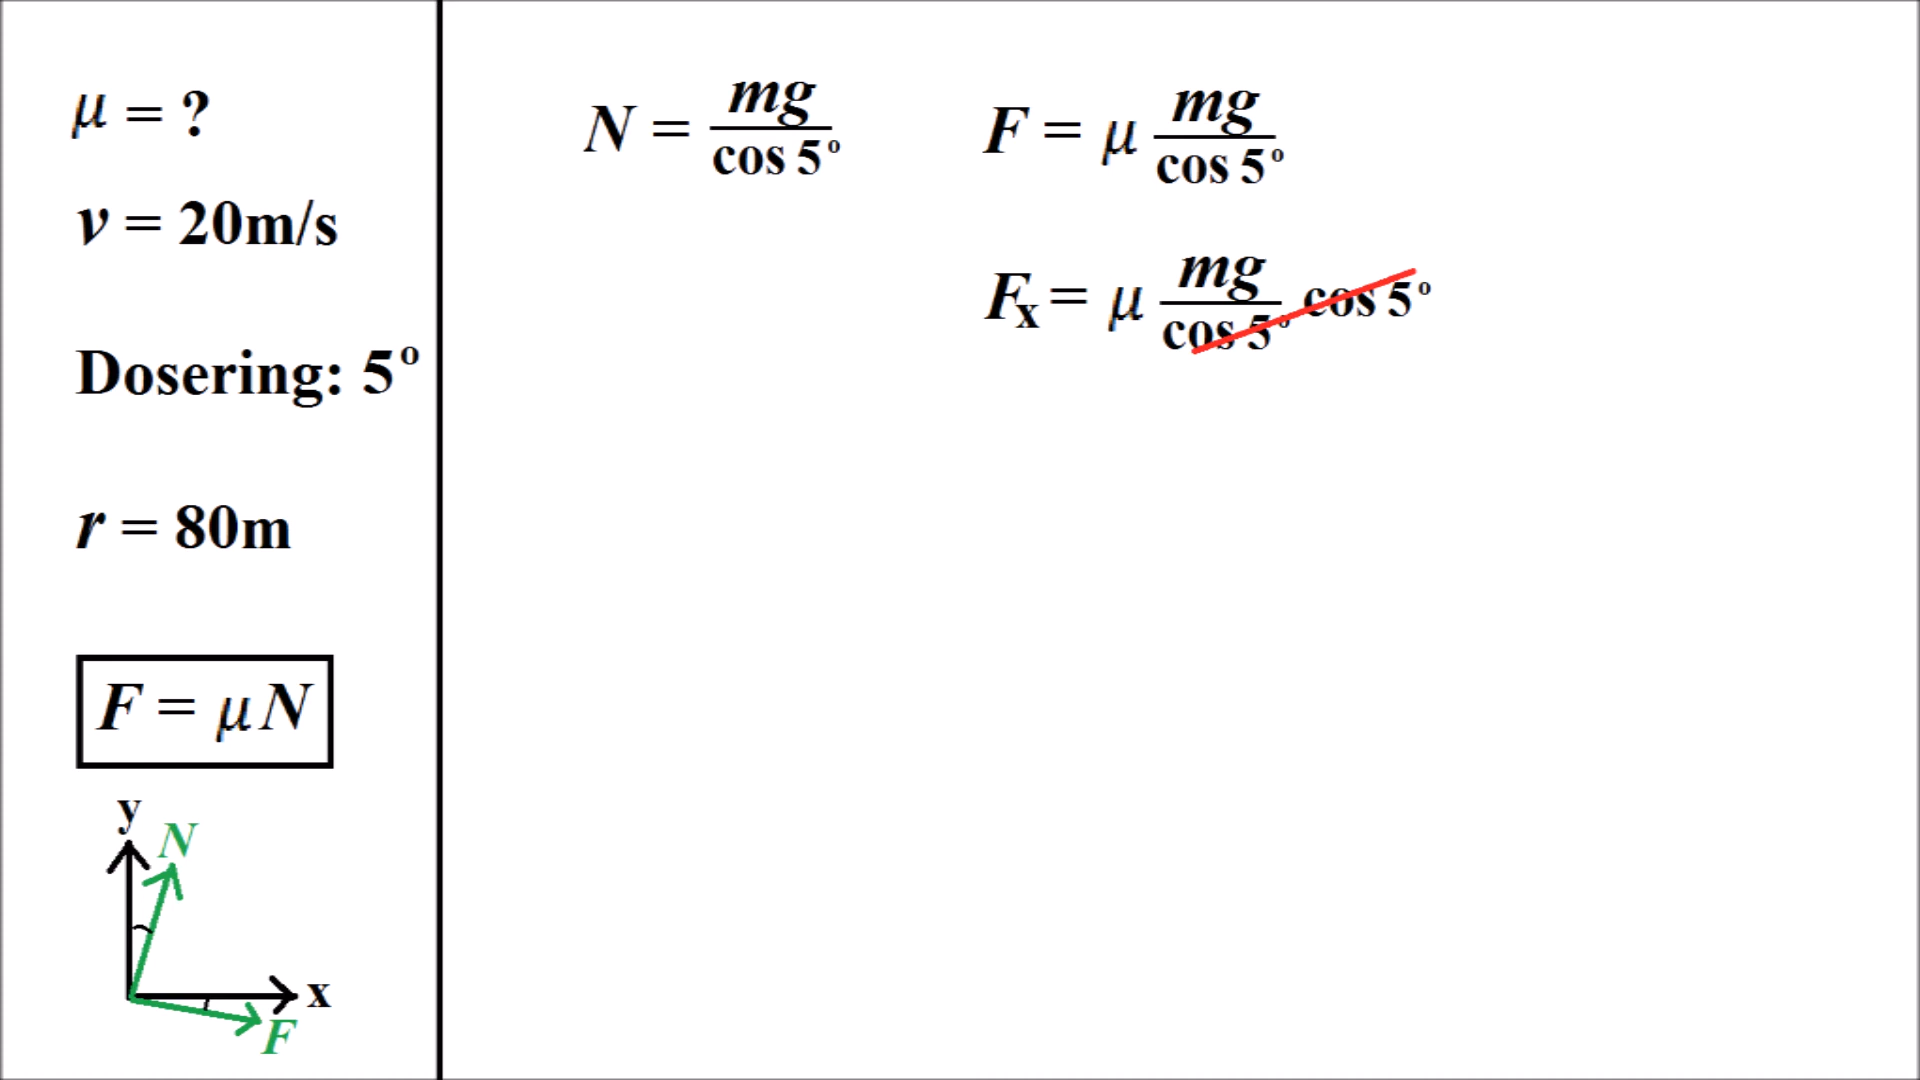 μ = ?
v = 20m/s
Dosering: 5°
r = 80m
F = μN
y
N
x
F
N = mg / cos 5°
F = μ mg / cos 5°
Fx = μ mg / cos 5° cos 5°